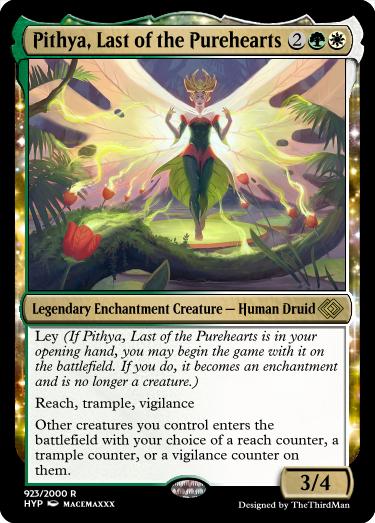 Pithya, Last of the Purehearts 2
Legendary Enchantment Creature — Human Druid
Ley (If Pithya, Last of the Purehearts is in your
opening hand, you may begin the game with it on
the battlefield. If you do, it becomes an enchantment
and is no longer a creature.)
Reach, trample, vigilance
Other creatures you control enters the
battlefield with your choice of a reach counter, a
trample counter, or a vigilance counter on
them.
3/4
923/2000 R
HYP MACEMAXXX
Designed by TheThirdMan